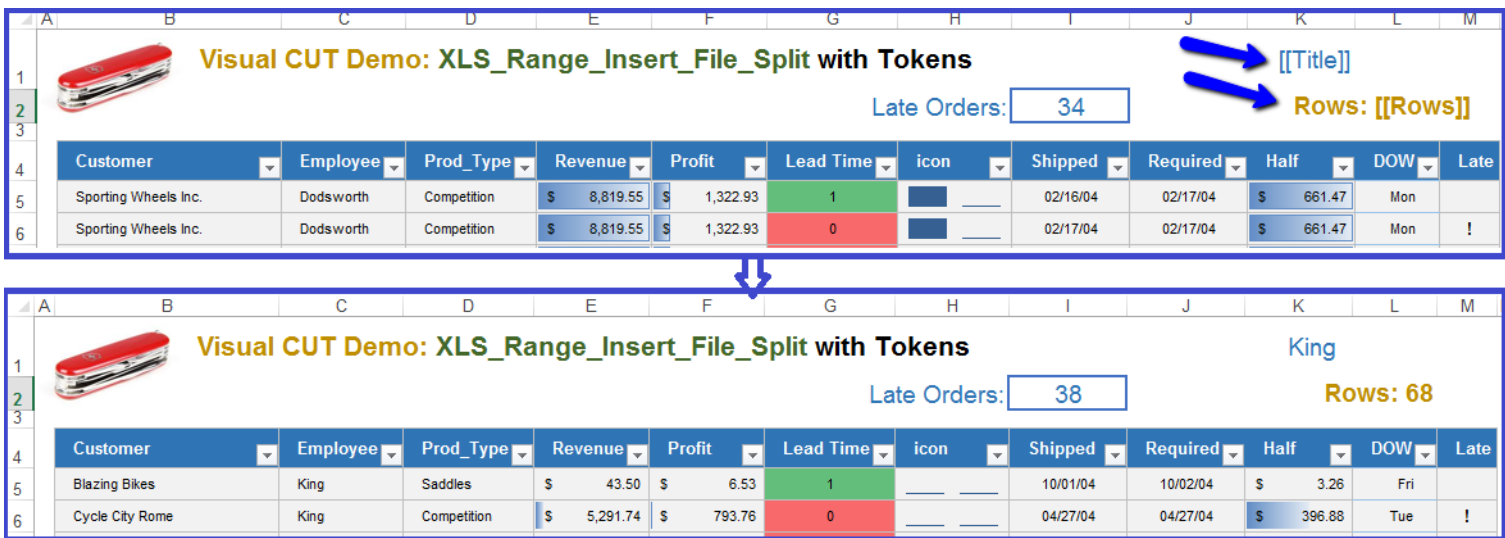 A B C D E F G H I J K L M
1 Visual CUT Demo: XLS_Range_Insert_File_Split with Tokens [[Title]]
2 Late Orders: 34 Rows: [[Rows]]
3
4 Customer Employee Prod_Type Revenue Profit Lead Time icon Shipped Required Half DOW Late
5 Sporting Wheels Inc. Dodsworth Competition $ 8,819.55 $ 1,322.93 1 02/16/04 02/17/04 $ 661.47 Mon
6 Sporting Wheels Inc. Dodsworth Competition $ 8,819.55 $ 1,322.93 0 02/17/04 02/17/04 $ 661.47 Mon !
A B C D E F G H I J K L M
1 Visual CUT Demo: XLS_Range_Insert_File_Split with Tokens King
2 Late Orders: 38 Rows: 68
3
4 Customer Employee Prod_Type Revenue Profit Lead Time icon Shipped Required Half DOW Late
5 Blazing Bikes King Saddles $ 43.50 $ 6.53 1 10/01/04 10/02/04 $ 3.26 Fri
6 Cycle City Rome King Competition $ 5,291.74 $ 793.76 0 04/27/04 04/27/04 $ 396.88 Tue !